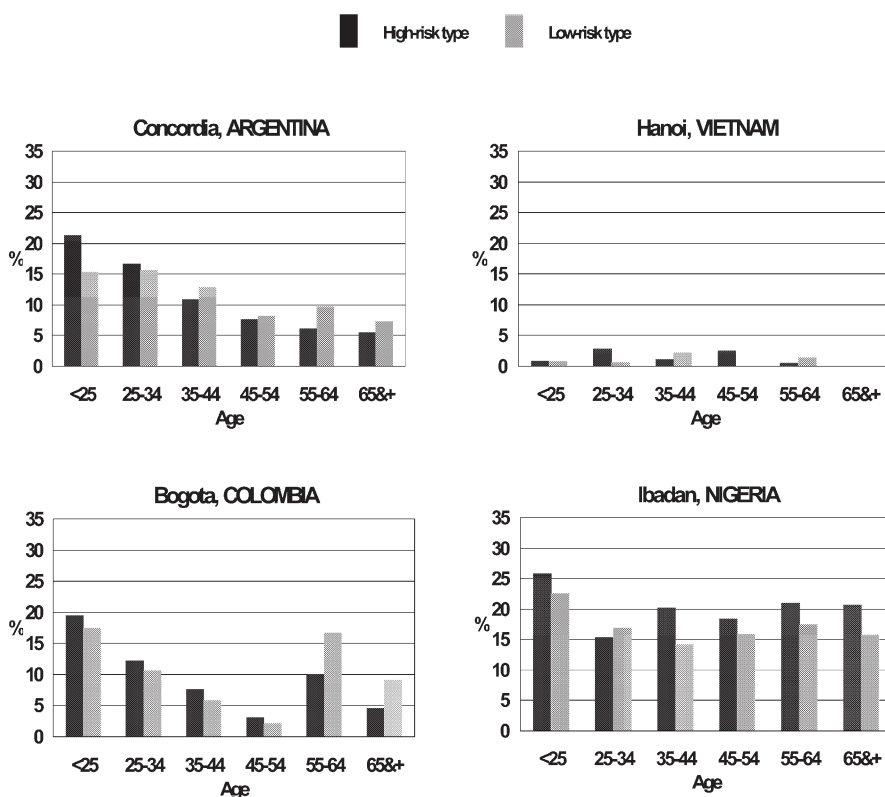 High-risk type Low-risk type
Concordia, ARGENTINA
35
30
25
20
%
15
10
5
0
<25 25-34 35-44 45-54 55-64 65&+
Age
Hanoi, VIETNAM
35
30
25
20
%
15
10
5
0
<25 25-34 35-44 45-54 55-64 65&+
Age
Bogota, COLOMBIA
35
30
25
20
%
15
10
5
0
<25 25-34 35-44 45-54 55-64 65&+
Age
Ibadan, NIGERIA
35
30
25
20
%
15
10
5
0
<25 25-34 35-44 45-54 55-64 65&+
Age